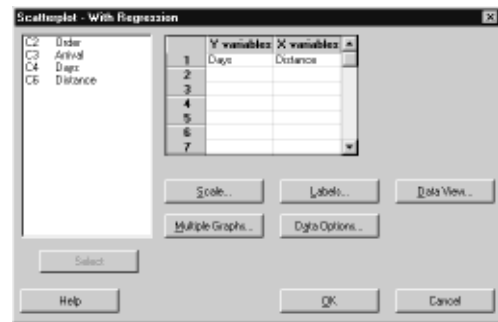 Scatterplot - With Regression
C2 Order
C3 Arrival
C4 Days
C6 Distance
Y variables X variables
1 Days Distance
2
3
4
5
6
7
Scale... Labels... Data View...
Multiple Graphs... Data Options...
Select
Help OK Cancel